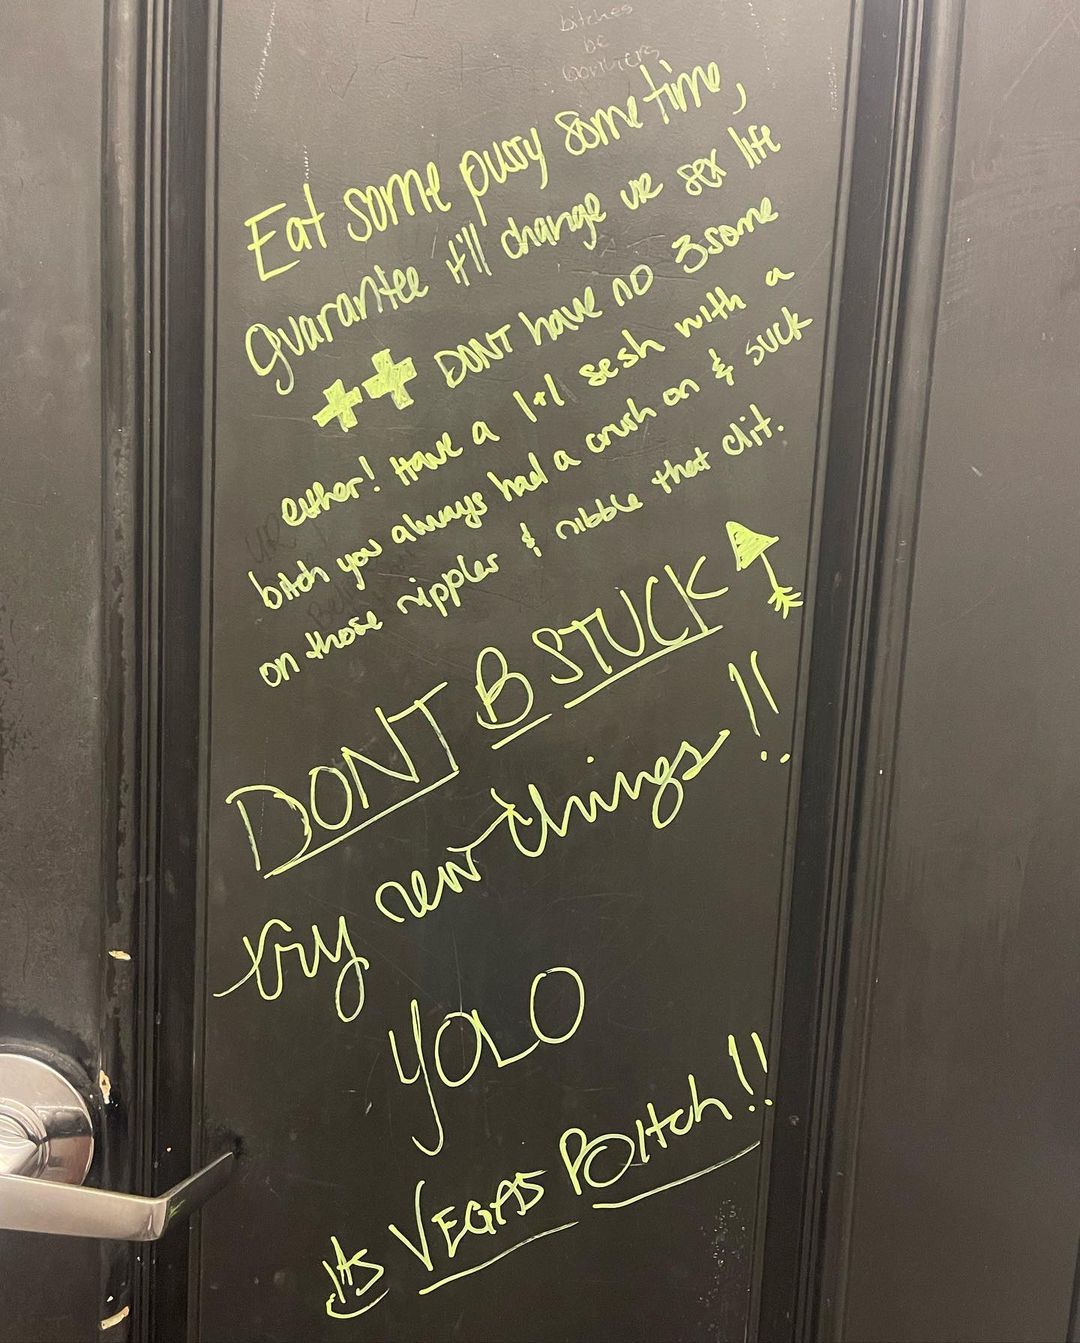 bitches
be
bonkers
Eat some pussy some time,
guarantee it'll change ur sex life
++ DONT have no 3some
either! Have a 1+1 sesh with a
bitch you always had a crush on & suck
on those nipples & nibble that clit.
DONT B STUCK
try new things!!
YOLO
its VEGAS Bitch!!